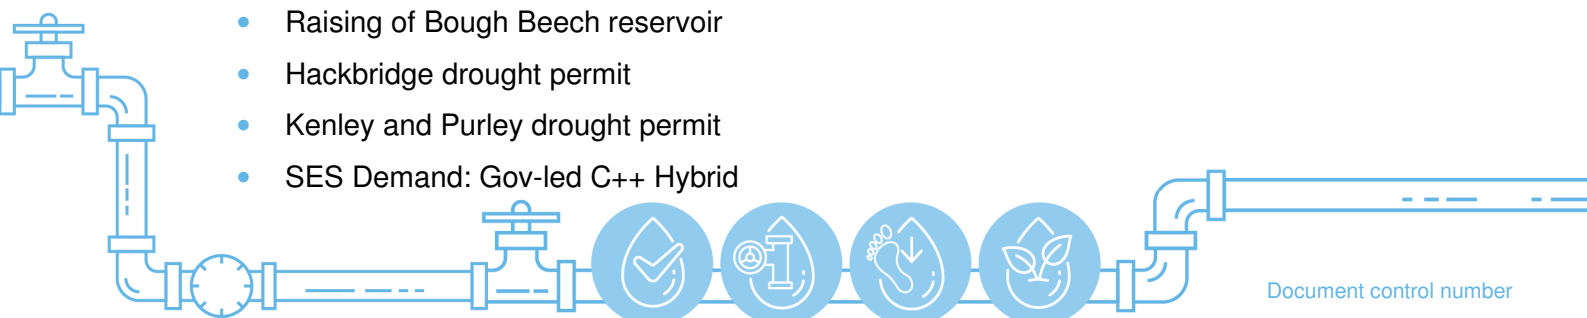 • Raising of Bough Beech reservoir
• Hackbridge drought permit
• Kenley and Purley drought permit
• SES Demand: Gov-led C++ Hybrid
Document control number